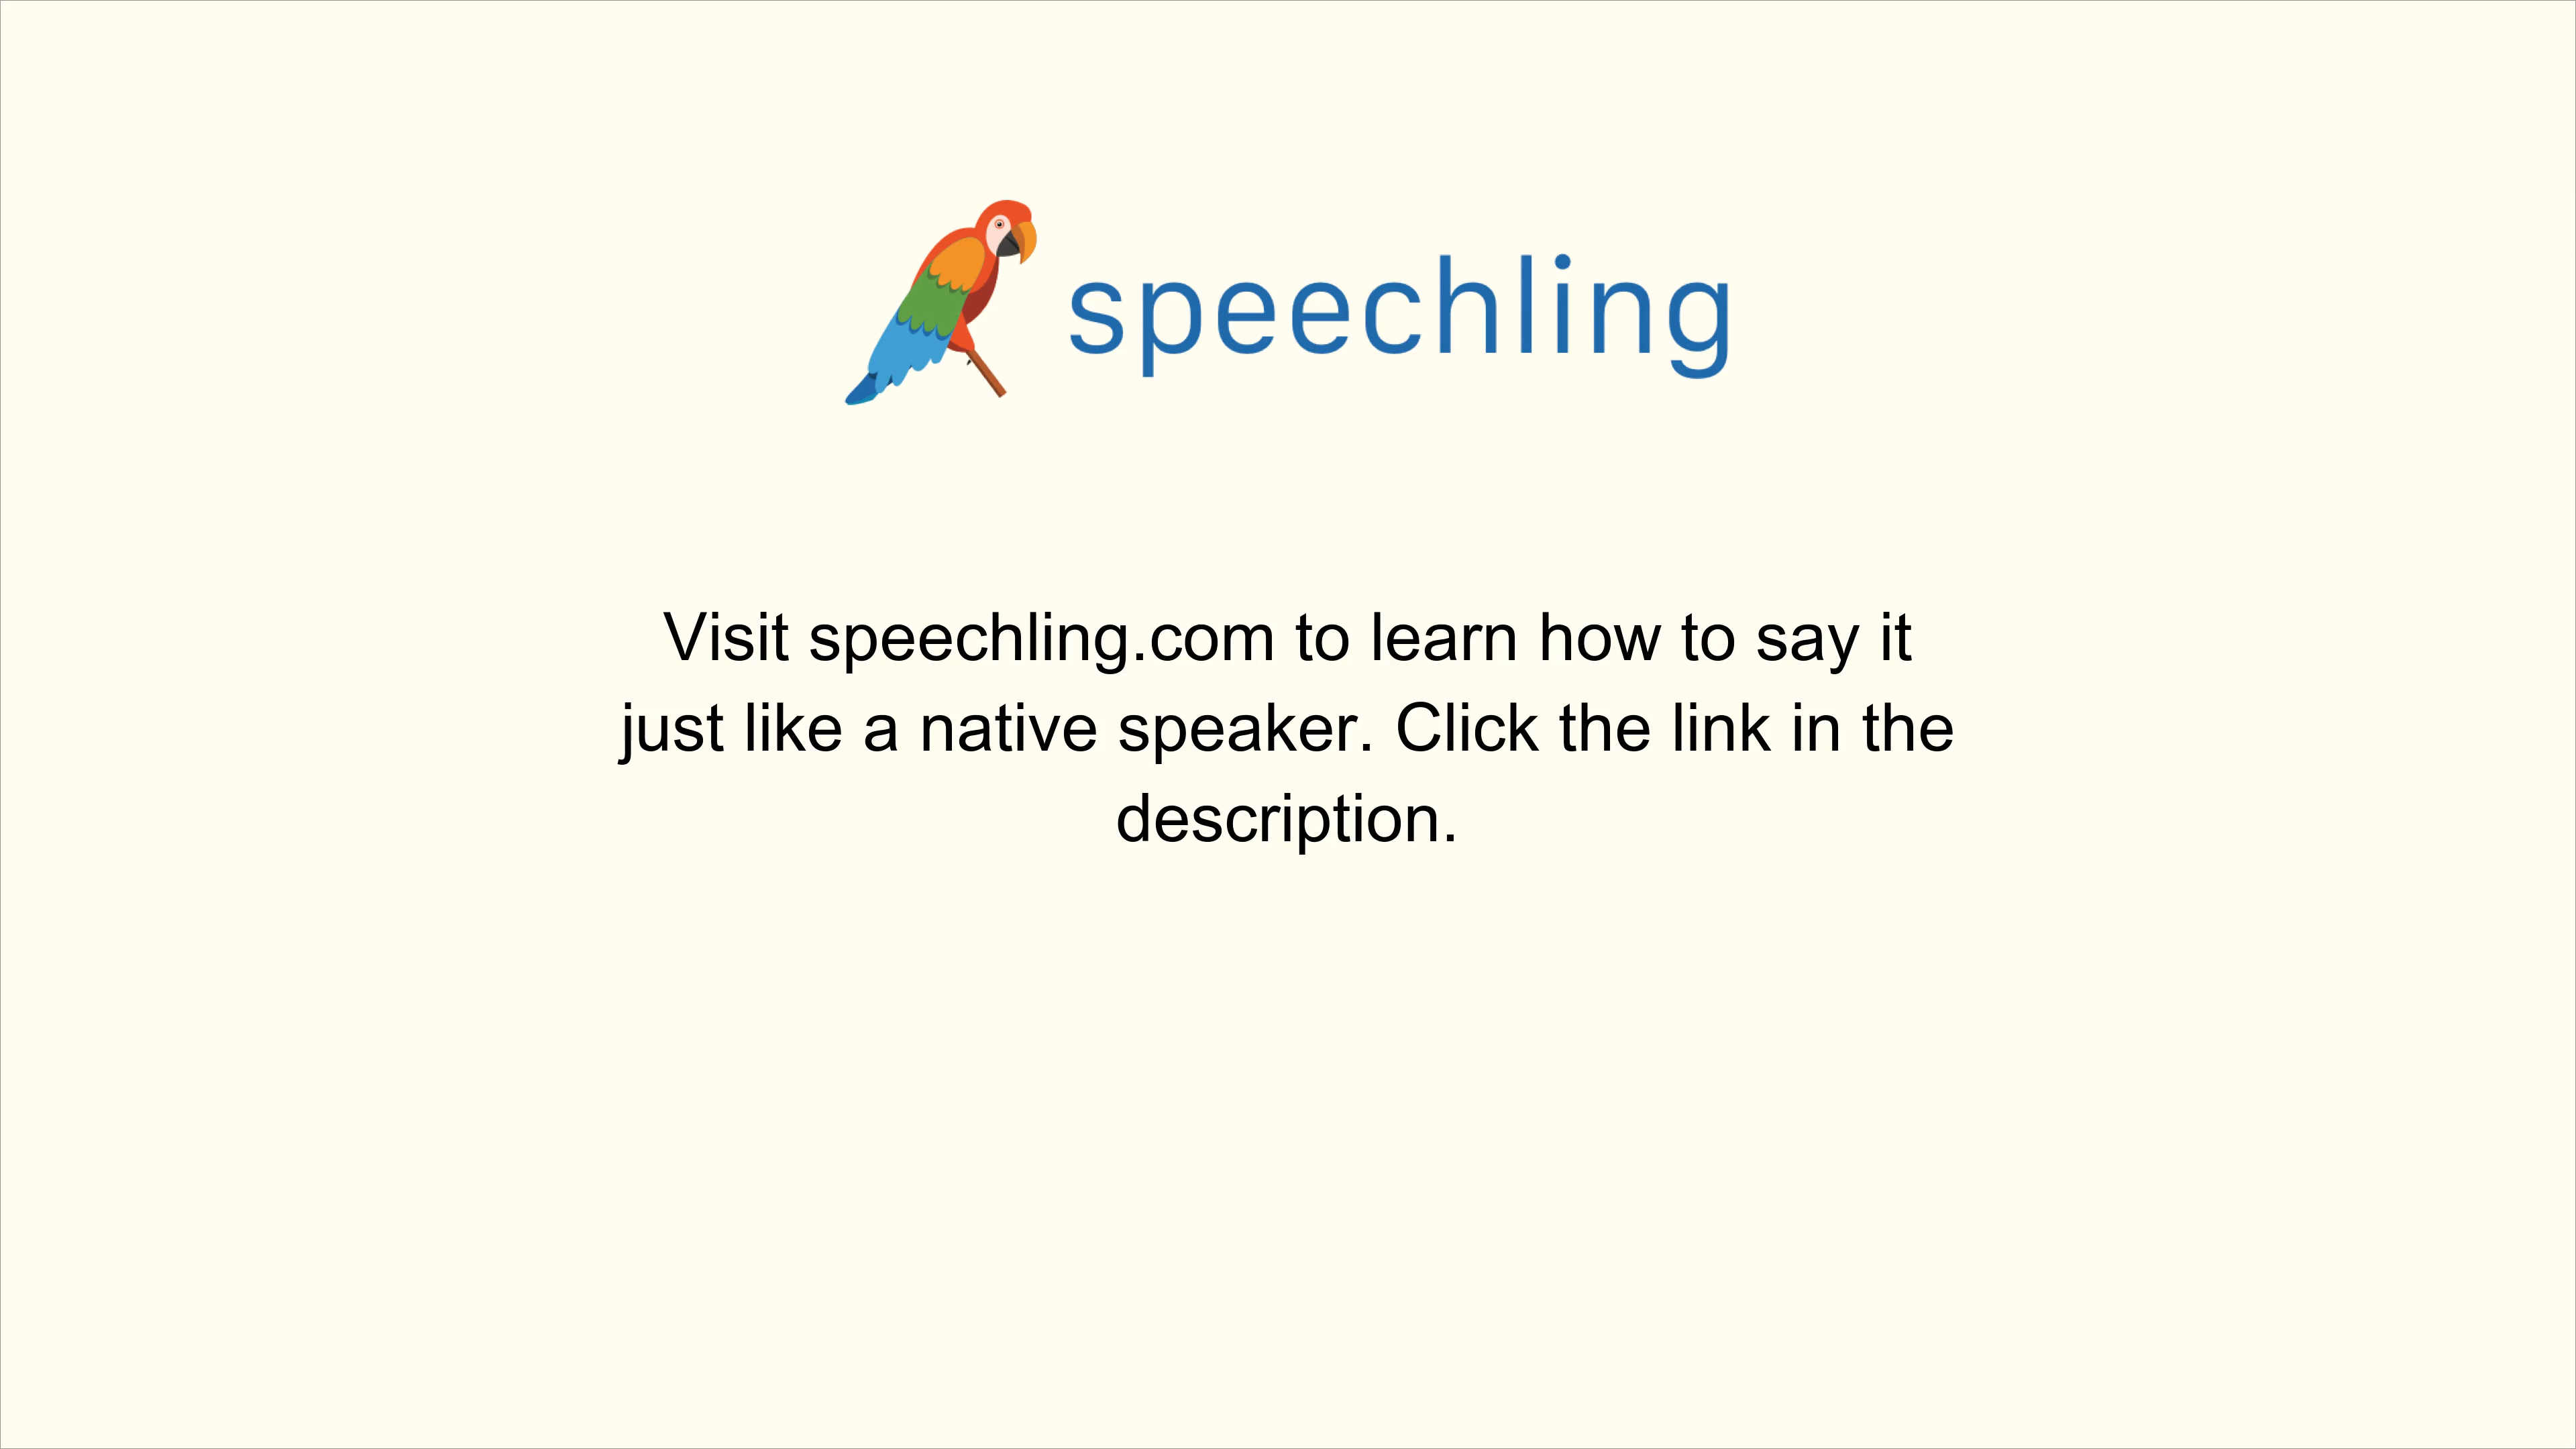 speechling
Visit speechling.com to learn how to say it
just like a native speaker. Click the link in the
description.